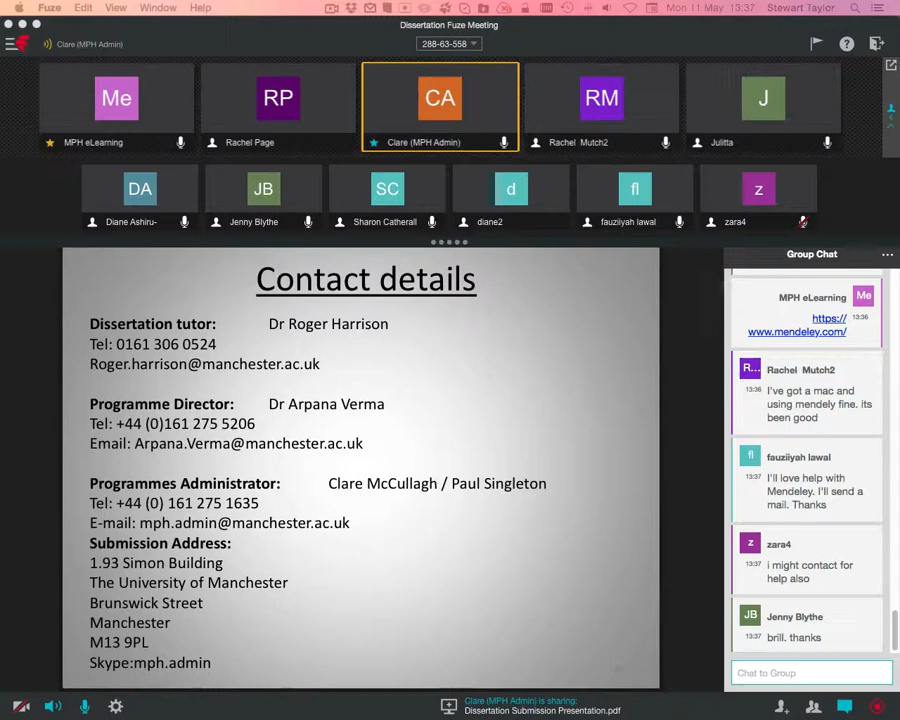 Fuze Edit View Window Help
Mon 11 May 13:37 Stewart Taylor
Dissertation Fuze Meeting
Clare (MPH Admin)
288-63-558
Me
RP
CA
RM
J
MPH eLearning
Rachel Page
Clare (MPH Admin)
Rachel Mutch2
Julitta
DA
JB
SC
d
fl
z
Diane Ashiru-
Jenny Blythe
Sharon Catherall
diane2
fauziiyah lawal
zara4
Contact details
Dissertation tutor: Dr Roger Harrison
Tel: 0161 306 0524
Roger.harrison@manchester.ac.uk
Programme Director: Dr Arpana Verma
Tel: +44 (0)161 275 5206
Email: Arpana.Verma@manchester.ac.uk
Programmes Administrator: Clare McCullagh / Paul Singleton
Tel: +44 (0) 161 275 1635
E-mail: mph.admin@manchester.ac.uk
Submission Address:
1.93 Simon Building
The University of Manchester
Brunswick Street
Manchester
M13 9PL
Skype:mph.admin
Group Chat
MPH eLearning Me
https:// 13:36
www.mendeley.com/
R... Rachel Mutch2
13:36 I've got a mac and
using mendely fine. its
been good
fl fauziiyah lawal
13:37 I'll love help with
Mendeley. I'll send a
mail. Thanks
z zara4
13:37 i might contact for
help also
JB Jenny Blythe
13:37 brill. thanks
Chat to Group
Clare (MPH Admin) is sharing:
Dissertation Submission Presentation.pdf